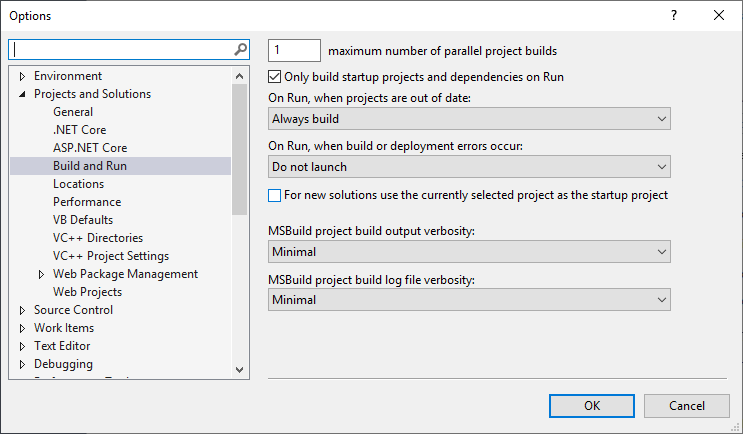 Options
Environment
Projects and Solutions
General
.NET Core
ASP.NET Core
Build and Run
Locations
Performance
VB Defaults
VC++ Directories
VC++ Project Settings
Web Package Management
Web Projects
Source Control
Work Items
Text Editor
Debugging
1 maximum number of parallel project builds
Only build startup projects and dependencies on Run
On Run, when projects are out of date:
Always build
On Run, when build or deployment errors occur:
Do not launch
For new solutions use the currently selected project as the startup project
MSBuild project build output verbosity:
Minimal
MSBuild project build log file verbosity:
Minimal
OK Cancel